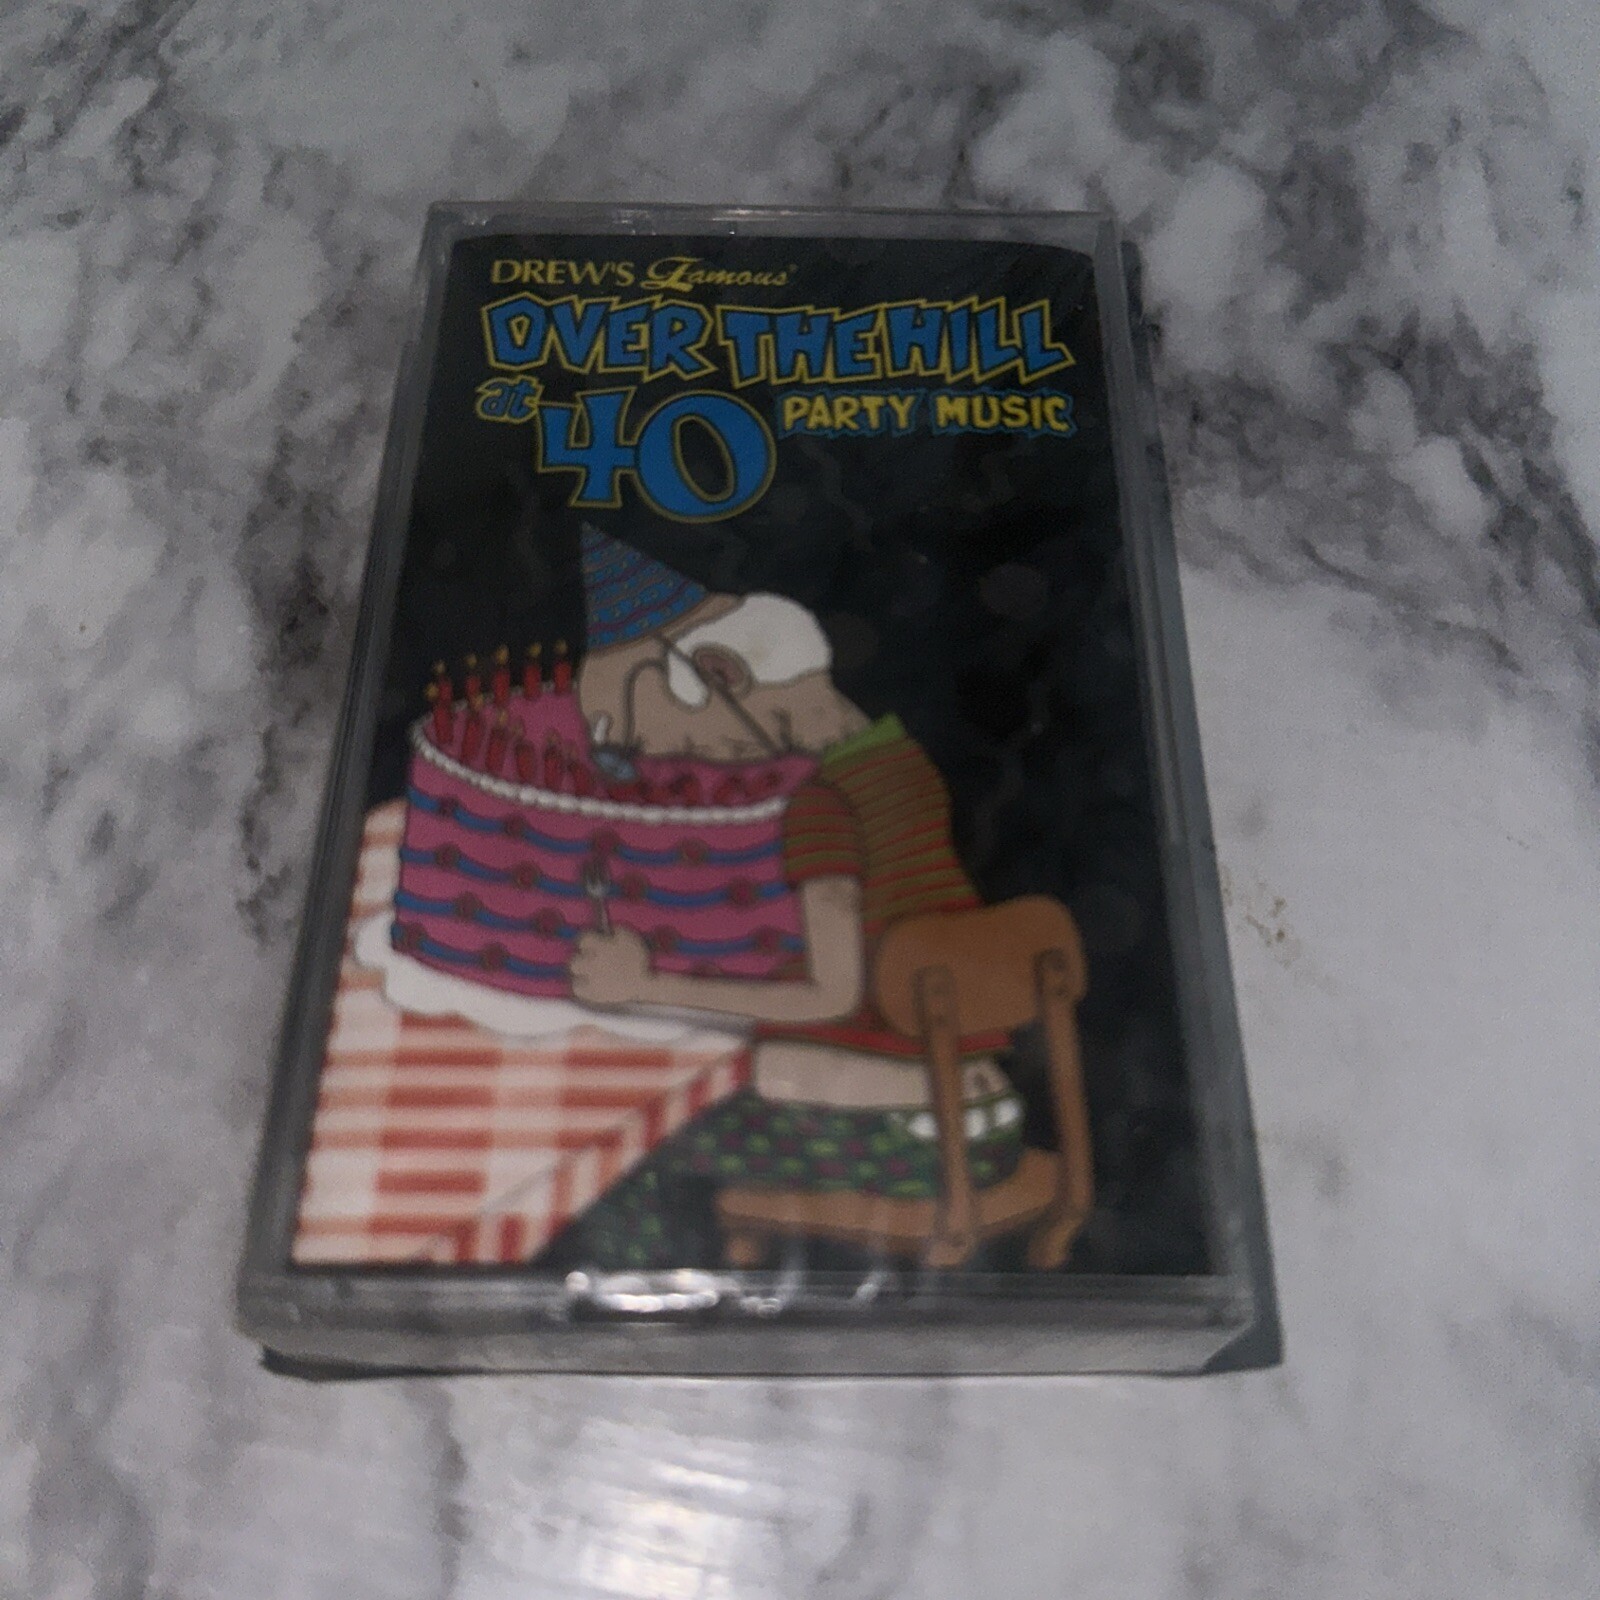 DREW'S Famous®
OVER THE HILL
at 40 PARTY MUSIC